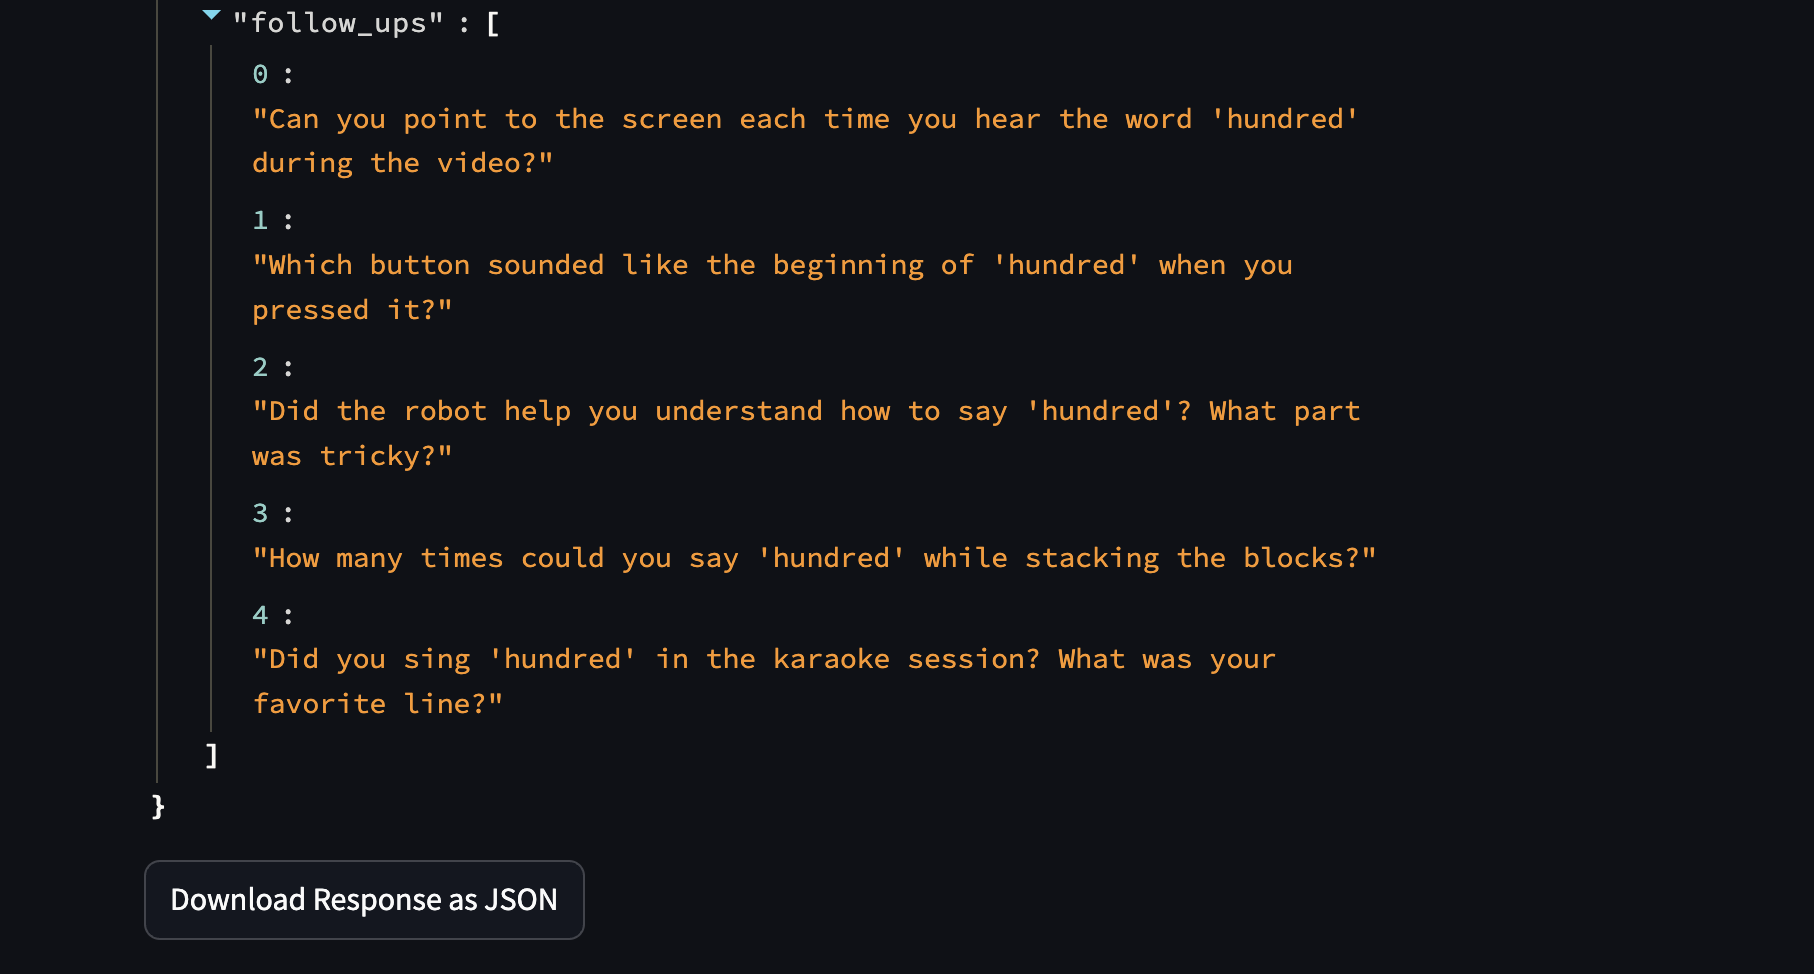 "follow_ups" : [
0 :
"Can you point to the screen each time you hear the word 'hundred'
during the video?"
1 :
"Which button sounded like the beginning of 'hundred' when you
pressed it?"
2 :
"Did the robot help you understand how to say 'hundred'? What part
was tricky?"
3 :
"How many times could you say 'hundred' while stacking the blocks?"
4 :
"Did you sing 'hundred' in the karaoke session? What was your
favorite line?"
]
}
Download Response as JSON